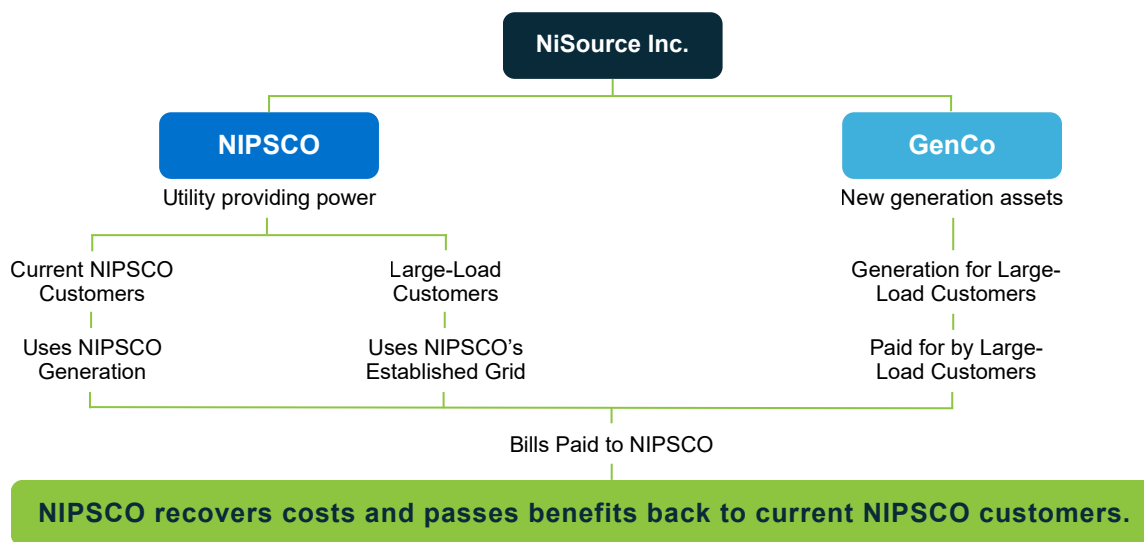 NiSource Inc.
NIPSCO
GenCo
Utility providing power
New generation assets
Current NIPSCO
Customers
Large-Load
Customers
Generation for Large-
Load Customers
Uses NIPSCO
Generation
Uses NIPSCO’s
Established Grid
Paid for by Large-
Load Customers
Bills Paid to NIPSCO
NIPSCO recovers costs and passes benefits back to current NIPSCO customers.